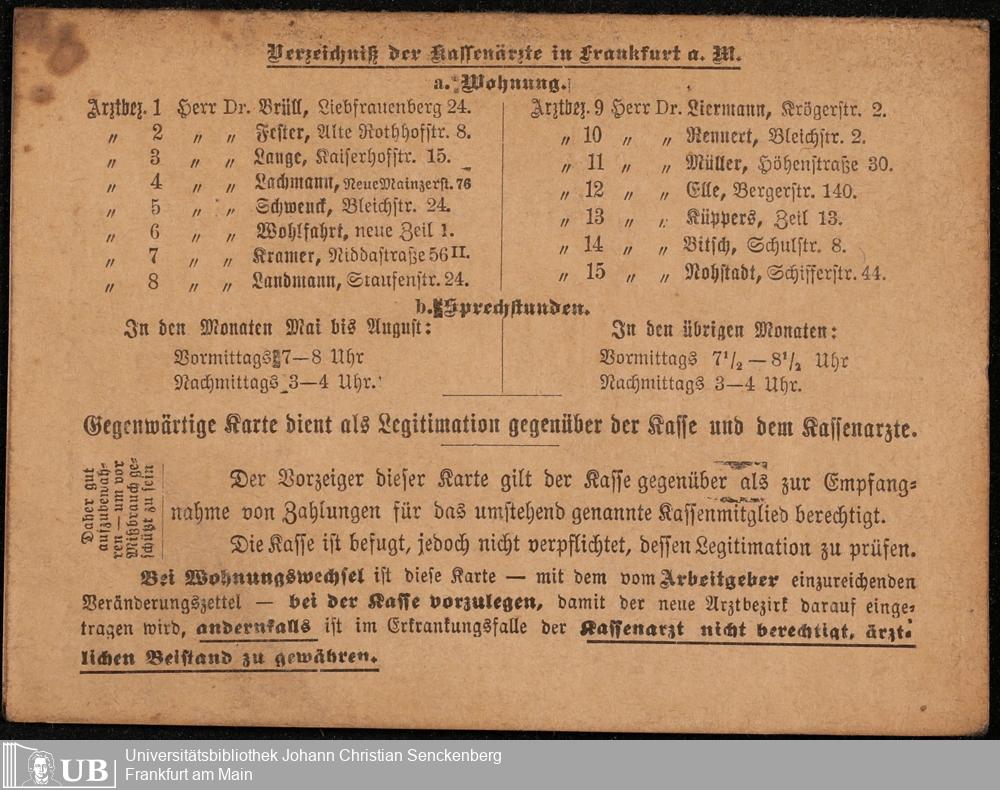 Verzeichniß der Kassenärzte in Frankfurt a. M.
a. Wohnung.
Arztbez. 1 Herr Dr. Brüll, Liebfrauenberg 24.
„ 2 „ „ Fester, Alte Rothhofstr. 8.
„ 3 „ „ Lange, Kaiserhofstr. 15.
„ 4 „ „ Lachmann, Neue Mainzerst. 76
„ 5 „ „ Schwenck, Bleichstr. 24.
„ 6 „ „ Wohlfahrt, neue Zeil 1.
„ 7 „ „ Kramer, Niddastraße 56 II.
„ 8 „ „ Landmann, Staufenstr. 24.
Arztbez. 9 Herr Dr. Liermann, Krögerstr. 2.
„ 10 „ „ Rennert, Bleichstr. 2.
„ 11 „ „ Müller, Höhenstraße 30.
„ 12 „ „ Elle, Bergerstr. 140.
„ 13 „ „ Küppers, Zeil 13.
„ 14 „ „ Bitsch, Schulstr. 8.
„ 15 „ „ Nohstadt, Schifferstr. 44.
b. Sprechstunden.
In den Monaten Mai bis August:
Vormittags 7—8 Uhr
Nachmittags 3—4 Uhr.
In den übrigen Monaten:
Vormittags 7½ — 8½ Uhr
Nachmittags 3—4 Uhr.
Gegenwärtige Karte dient als Legitimation gegenüber der Kasse und dem Kassenarzte.
Daher gut
aufzubewah-
ren — um vor
Mißbrauch ge-
schützt zu sein
Der Vorzeiger dieser Karte gilt der Kasse gegenüber als zur Empfang-
nahme von Zahlungen für das umstehend genannte Kassenmitglied berechtigt.
Die Kasse ist befugt, jedoch nicht verpflichtet, dessen Legitimation zu prüfen.
Bei Wohnungswechsel ist diese Karte — mit dem vom Arbeitgeber einzureichenden
Veränderungszettel — bei der Kasse vorzulegen, damit der neue Arztbezirk darauf einge-
tragen wird, andernfalls ist im Erkrankungsfalle der Kassenarzt nicht berechtigt, ärzt-
lichen Beistand zu gewähren.
UB
Universitätsbibliothek Johann Christian Senckenberg
Frankfurt am Main